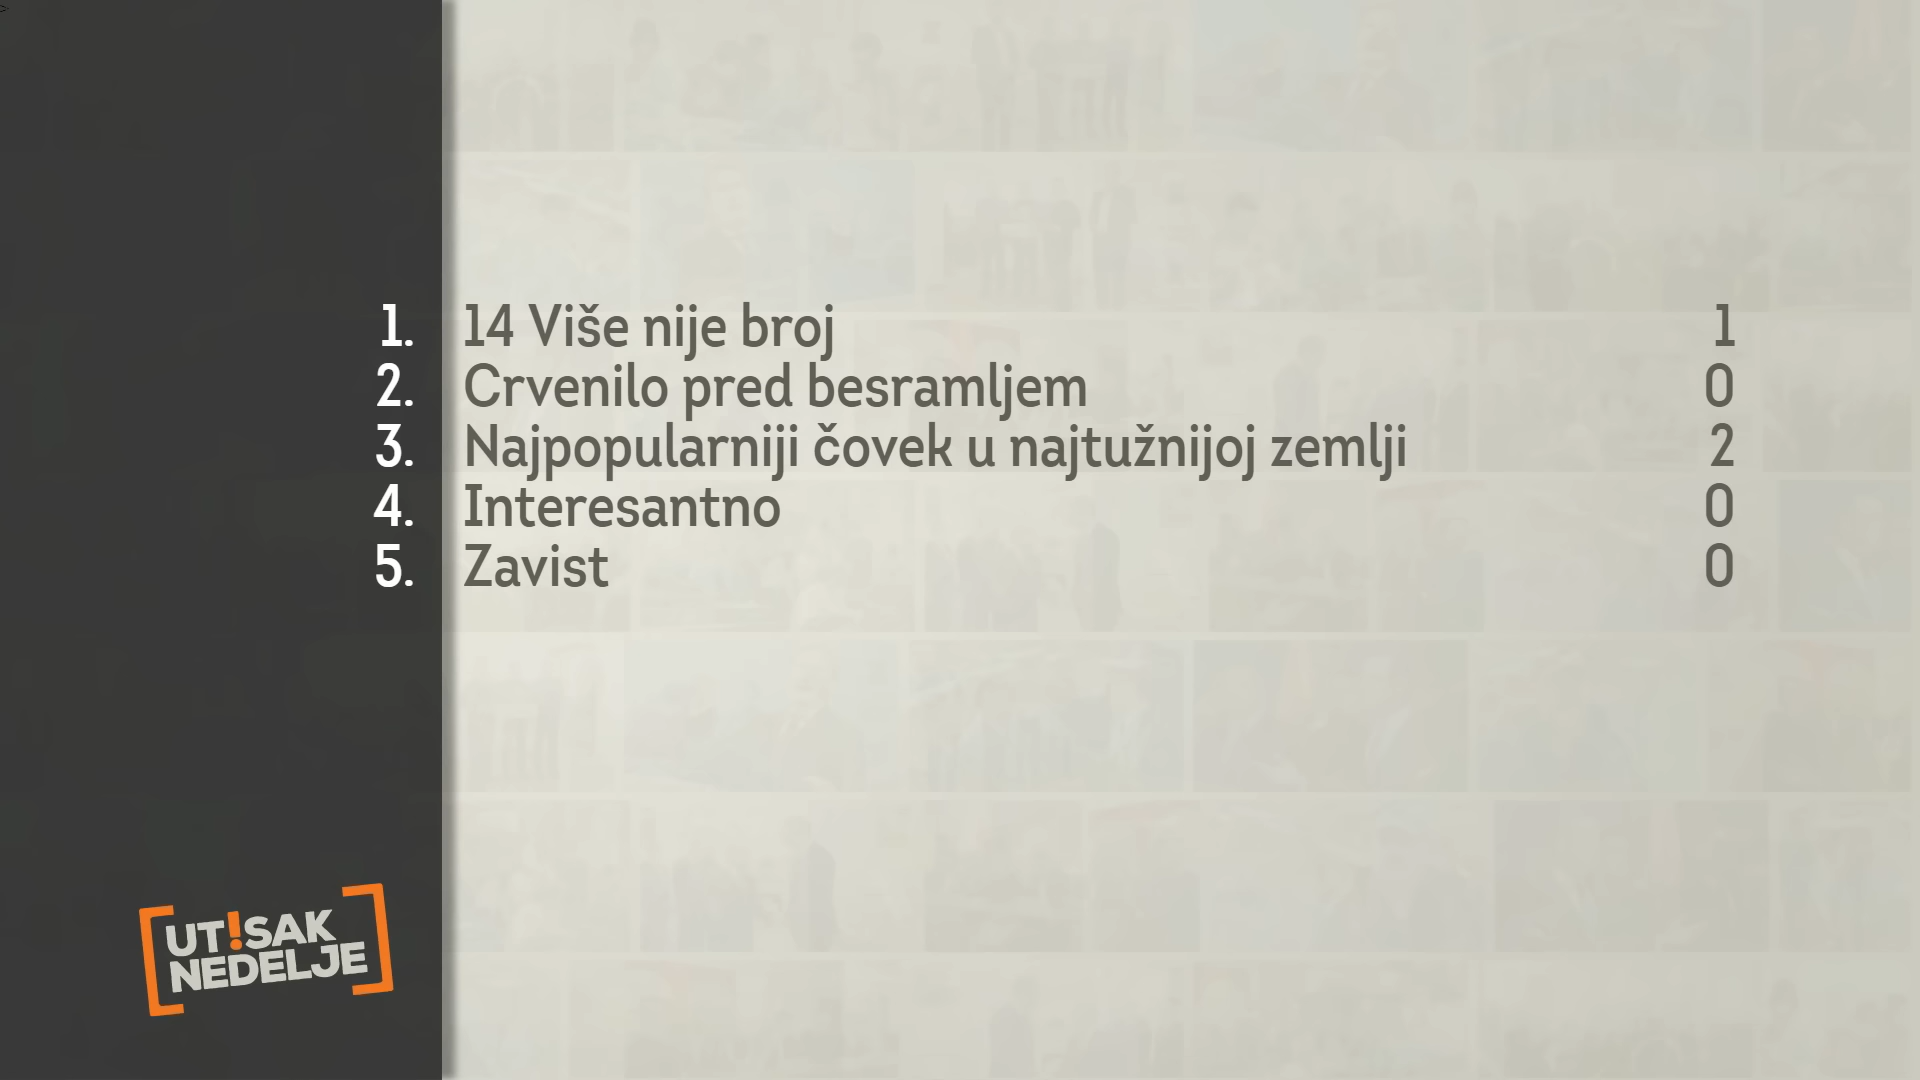 1. 14 Više nije broj 1
2. Crvenilo pred besramljem 0
3. Najpopularniji čovek u najtužnijoj zemlji 2
4. Interesantno 0
5. Zavist 0
UT!SAK
NEDELJE